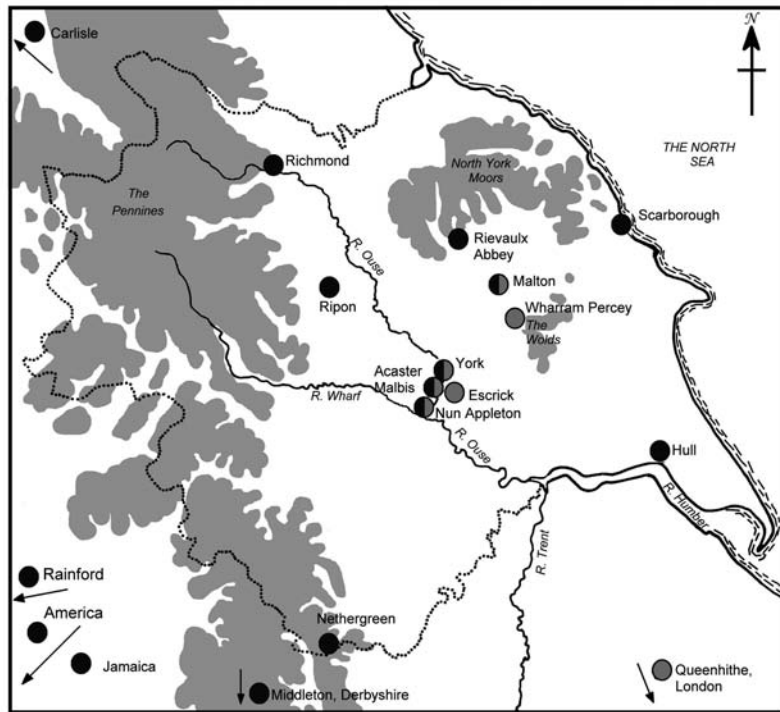 Carlisle
N
THE NORTH
SEA
Richmond
North York
Moors
The
Pennines
Scarborough
Rievaulx
Abbey
R. Ouse
Malton
Ripon
Wharram Percey
The
Wolds
York
Acaster
Malbis
Escrick
R. Wharf
Nun Appleton
R. Ouse
Hull
R. Humber
R. Trent
Rainford
America
Nethergreen
Jamaica
Queenhithe,
London
Middleton, Derbyshire